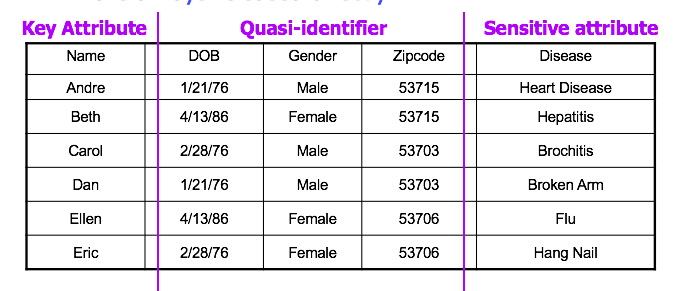 Key Attribute Quasi-identifier Sensitive attribute
Name DOB Gender Zipcode Disease
Andre 1/21/76 Male 53715 Heart Disease
Beth 4/13/86 Female 53715 Hepatitis
Carol 2/28/76 Male 53703 Brochitis
Dan 1/21/76 Male 53703 Broken Arm
Ellen 4/13/86 Female 53706 Flu
Eric 2/28/76 Female 53706 Hang Nail